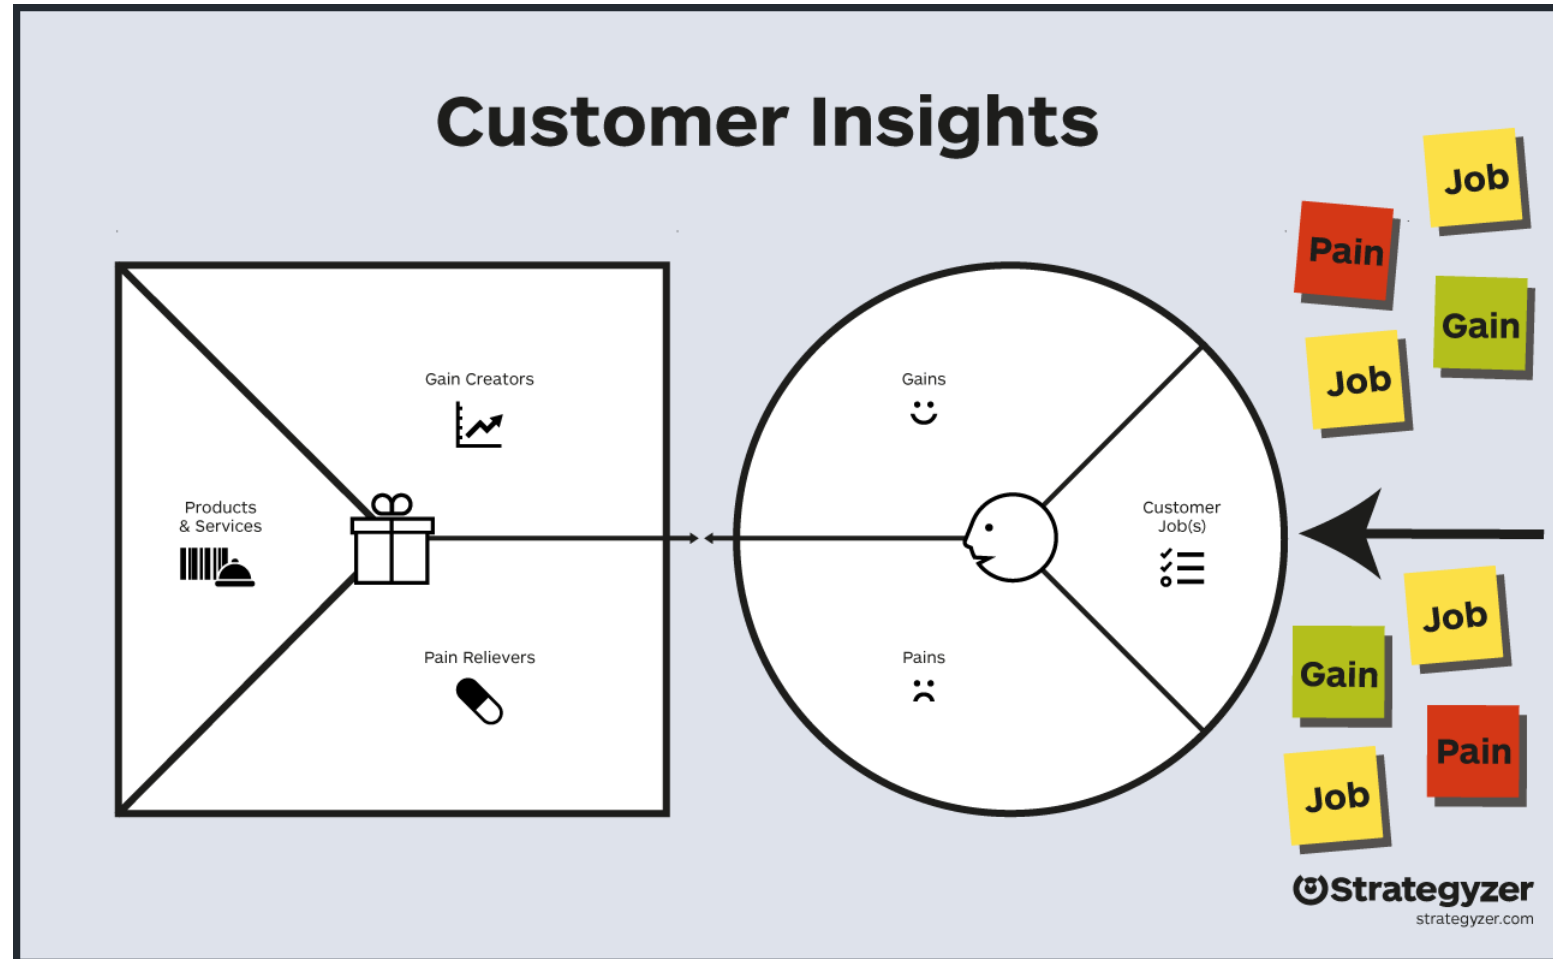 Customer Insights
Gain Creators
Products
& Services
Pain Relievers
Gains
Customer
Job(s)
Pains
Job
Pain
Gain
Job
Job
Gain
Pain
Job
Strategyzer
strategyzer.com